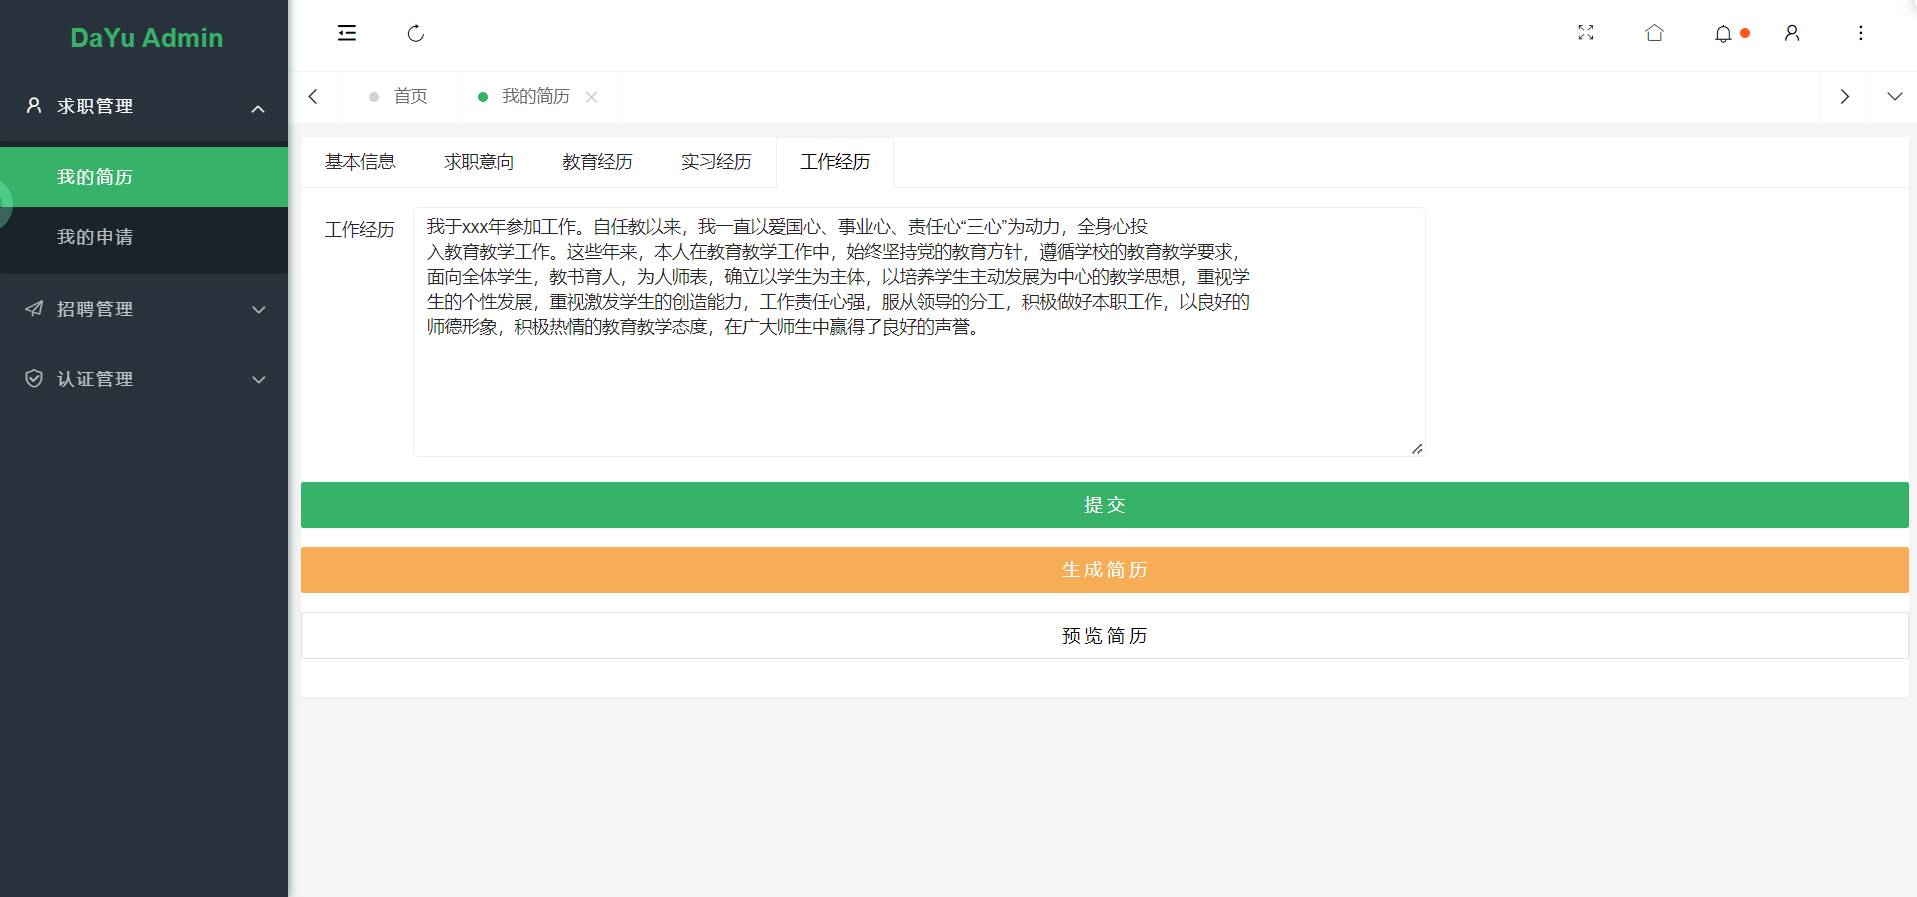 DaYu Admin
求职管理
我的简历
我的申请
招聘管理
认证管理
首页
我的简历
基本信息
求职意向
教育经历
实习经历
工作经历
工作经历
我于xxx年参加工作。自任教以来，我一直以爱国心、事业心、责任心“三心”为动力，全身心投
入教育教学工作。这些年来，本人在教育教学工作中，始终坚持党的教育方针，遵循学校的教育教学要求，
面向全体学生，教书育人，为人师表，确立以学生为主体，以培养学生主动发展为中心的教学思想，重视学
生的个性发展，重视激发学生的创造能力，工作责任心强，服从领导的分工，积极做好本职工作，以良好的
师德形象，积极热情的教育教学态度，在广大师生中赢得了良好的声誉。
提交
生成简历
预览简历